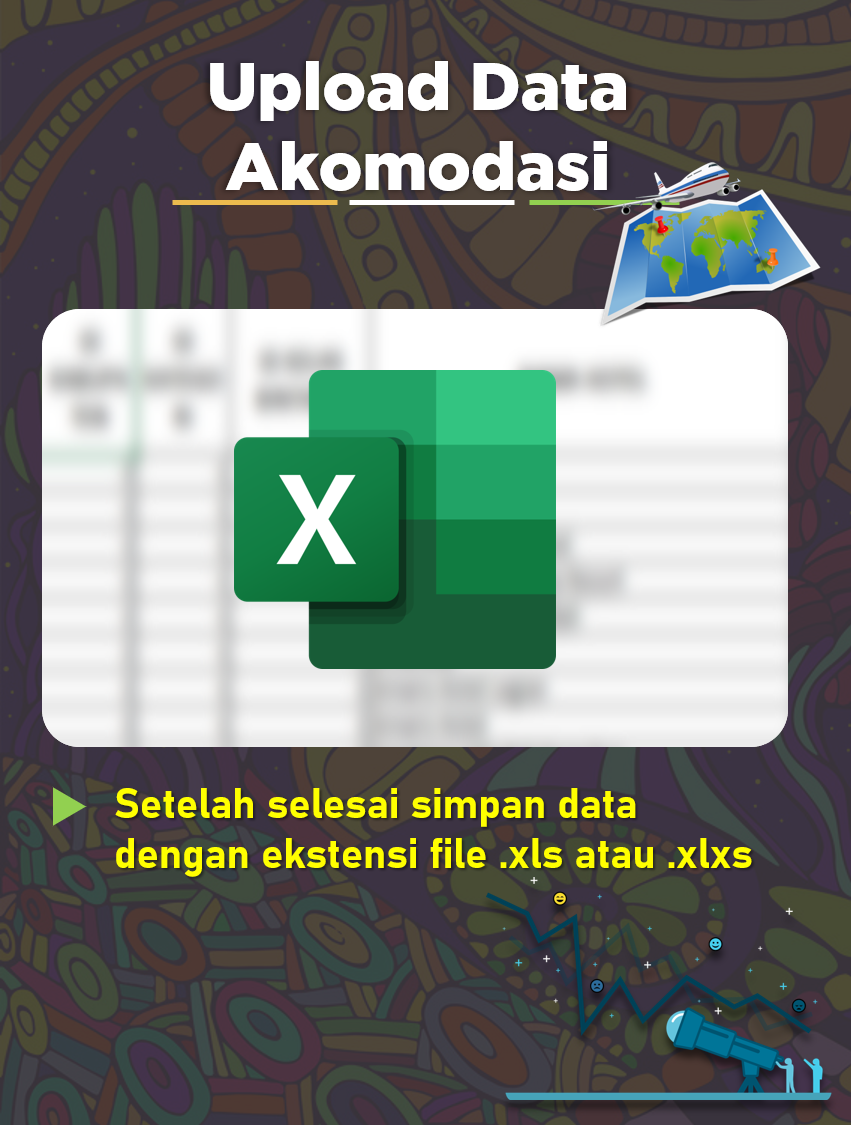 Upload Data
Akomodasi
X
Setelah selesai simpan data
dengan ekstensi file .xls atau .xlxs